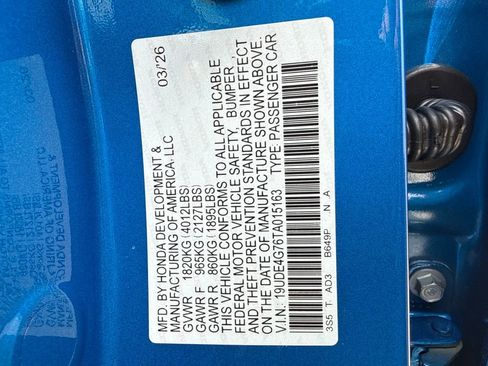 MFD. BY HONDA DEVELOPMENT &
MANUFACTURING OF AMERICA, LLC 03/'26
GVWR 1820KG(4012LBS)
GAWR F 965KG(2127LBS)
GAWR R 860KG(1895LBS)
THIS VEHICLE CONFORMS TO ALL APPLICABLE
FEDERAL MOTOR VEHICLE SAFETY, BUMPER,
AND THEFT PREVENTION STANDARDS IN EFFECT
ON THE DATE OF MANUFACTURE SHOWN ABOVE.
V.I.N.: 19UDE4G76TA015163 TYPE: PASSENGER CAR
3S5 T. AD3 B649P N A